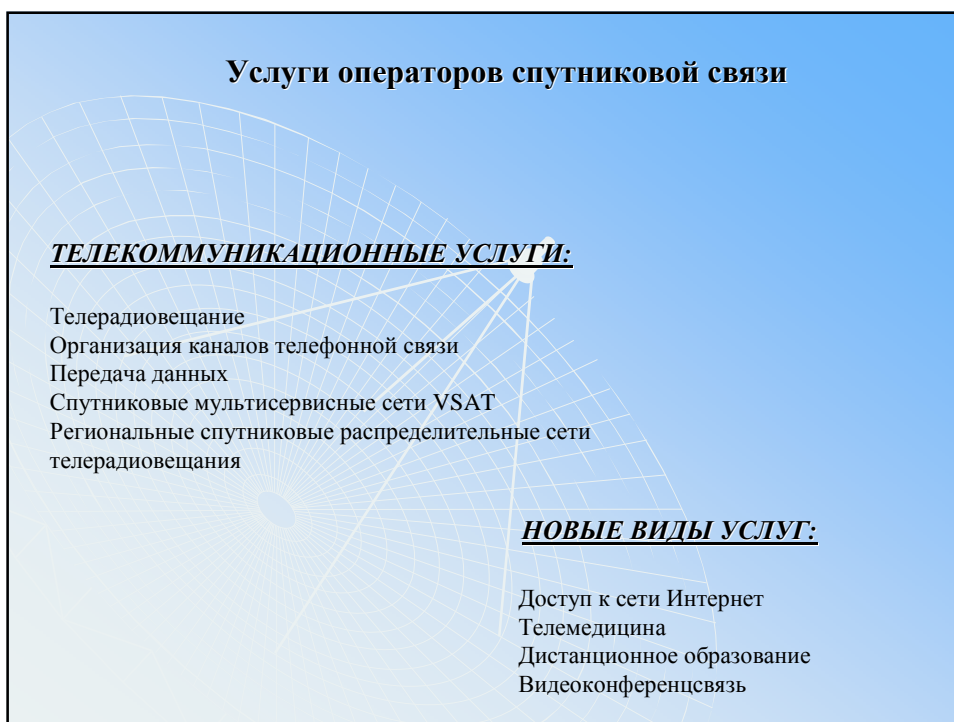 Услуги операторов спутниковой связи
ТЕЛЕКОММУНИКАЦИОННЫЕ УСЛУГИ:
Телерадиовещание
Организация каналов телефонной связи
Передача данных
Спутниковые мультисервисные сети VSAT
Региональные спутниковые распределительные сети
телерадиовещания
НОВЫЕ ВИДЫ УСЛУГ:
Доступ к сети Интернет
Телемедицина
Дистанционное образование
Видеоконференцсвязь